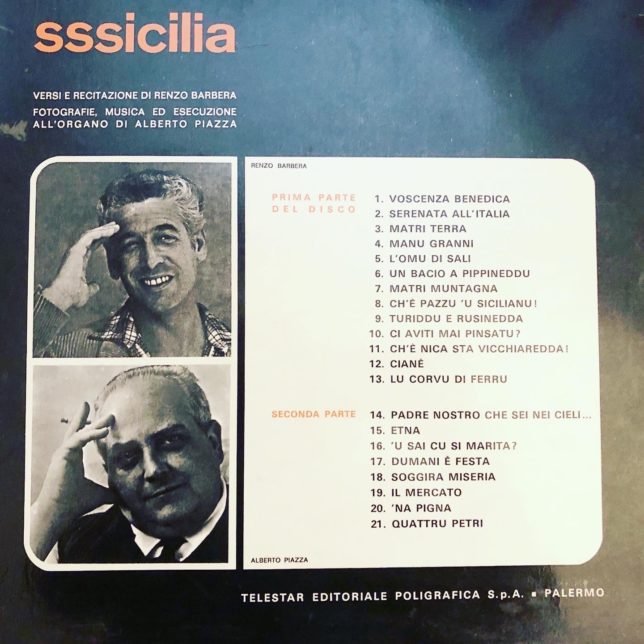 sssicilia
VERSI E RECITAZIONE DI RENZO BARBERA
FOTOGRAFIE, MUSICA ED ESECUZIONE
ALL'ORGANO DI ALBERTO PIAZZA
RENZO BARBERA
PRIMA PARTE
DEL DISCO
1. VOSCENZA BENEDICA
2. SERENATA ALL'ITALIA
3. MATRI TERRA
4. MANU GRANNI
5. L'OMU DI SALI
6. UN BACIO A PIPPINEDDU
7. MATRI MUNTAGNA
8. CH'È PAZZU 'U SICILIANU!
9. TURIDDU E RUSINEDDA
10. CI AVITI MAI PINSATU?
11. CH'È NICA STA VICCHIAREDDA!
12. CIANÈ
13. LU CORVU DI FERRU
SECONDA PARTE
14. PADRE NOSTRO CHE SEI NEI CIELI...
15. ETNA
16. 'U SAI CU SI MARITA?
17. DUMANI È FESTA
18. SOGGIRA MISERIA
19. IL MERCATO
20. 'NA PIGNA
21. QUATTRU PETRI
ALBERTO PIAZZA
TELESTAR EDITORIALE POLIGRAFICA S.p.A. ▪ PALERMO